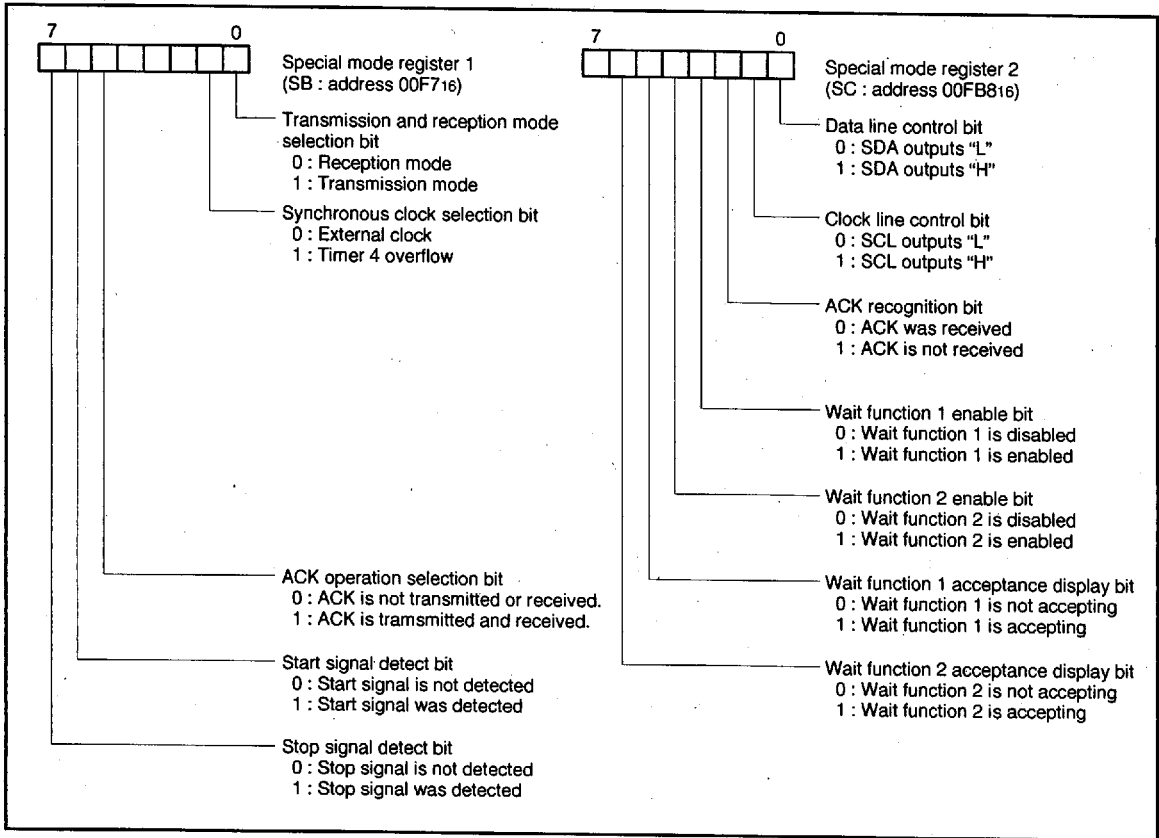 7 0
Special mode register 1
(SB : address 00F716)
Transmission and reception mode
selection bit
0 : Reception mode
1 : Transmission mode
Synchronous clock selection bit
0 : External clock
1 : Timer 4 overflow
ACK operation selection bit
0 : ACK is not transmitted or received.
1 : ACK is tramsmitted and received.
Start signal detect bit
0 : Start signal is not detected
1 : Start signal was detected
Stop signal detect bit
0 : Stop signal is not detected
1 : Stop signal was detected
7 0
Special mode register 2
(SC : address 00FB816)
Data line control bit
0 : SDA outputs “L”
1 : SDA outputs “H”
Clock line control bit
0 : SCL outputs “L”
1 : SCL outputs “H”
ACK recognition bit
0 : ACK was received
1 : ACK is not received
Wait function 1 enable bit
0 : Wait function 1 is disabled
1 : Wait function 1 is enabled
Wait function 2 enable bit
0 : Wait function 2 is disabled
1 : Wait function 2 is enabled
Wait function 1 acceptance display bit
0 : Wait function 1 is not accepting
1 : Wait function 1 is accepting
Wait function 2 acceptance display bit
0 : Wait function 2 is not accepting
1 : Wait function 2 is accepting